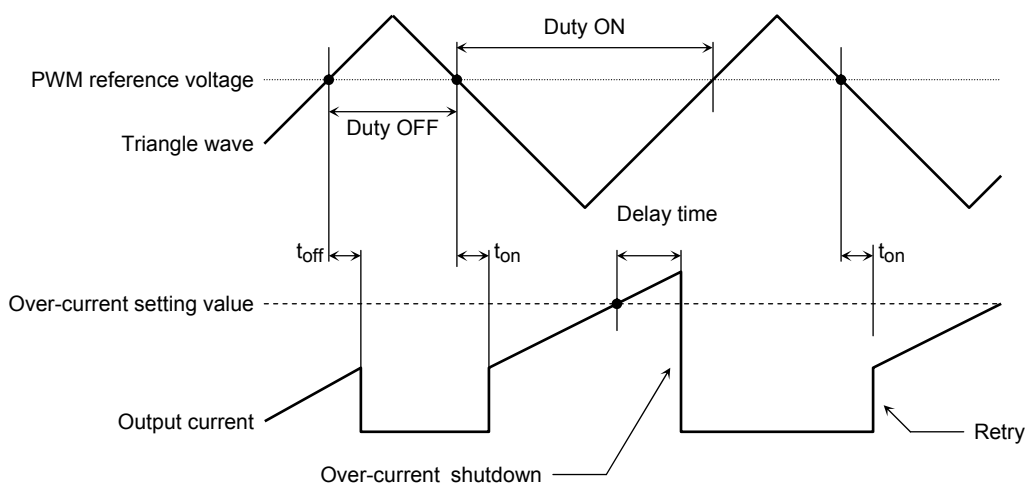 Duty ON
PWM reference voltage
Duty OFF
Triangle wave
Delay time
toff
ton
ton
Over-current setting value
Output current
Retry
Over-current shutdown